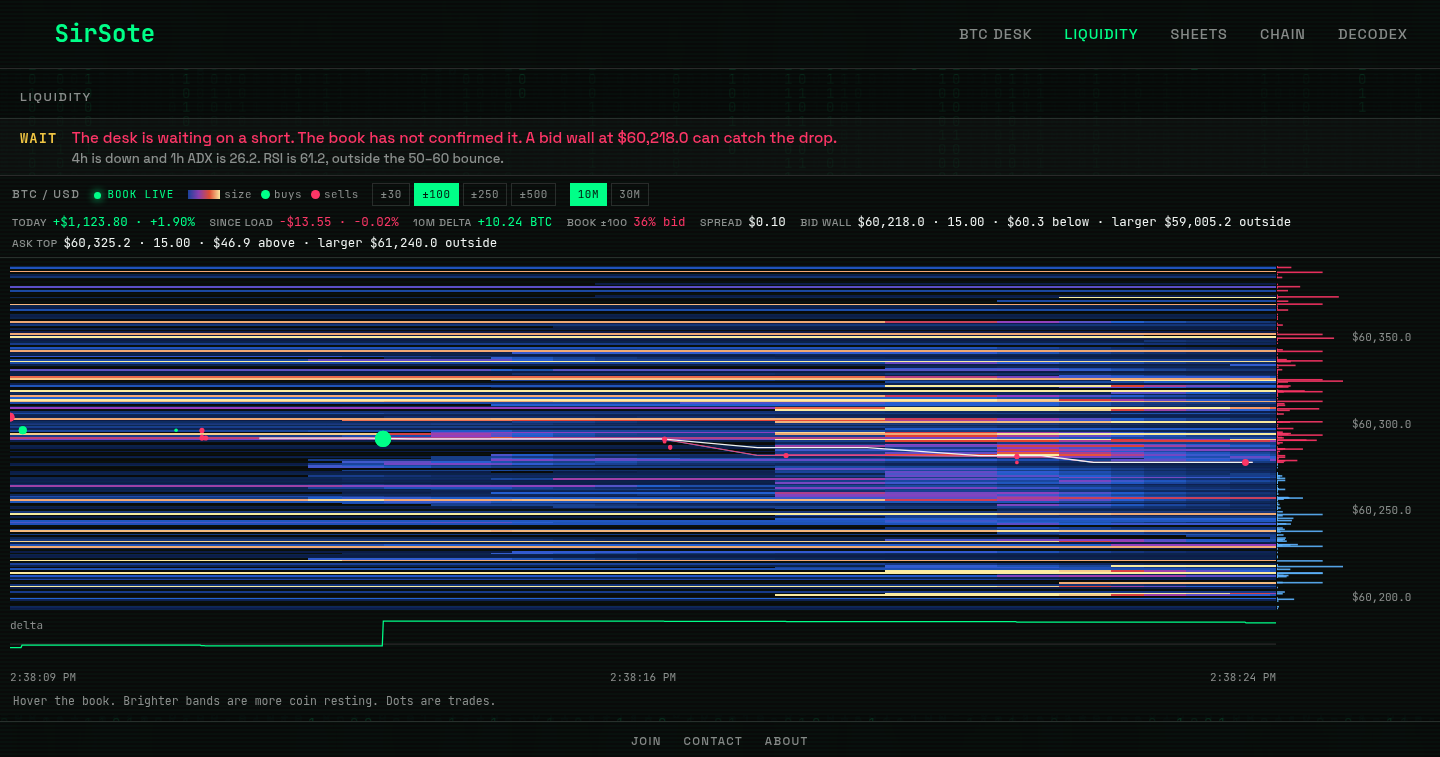 SirSote
BTC DESK LIQUIDITY SHEETS CHAIN DECODEX
LIQUIDITY
WAIT The desk is waiting on a short. The book has not confirmed it. A bid wall at $60,218.0 can catch the drop.
4h is down and 1h ADX is 26.2. RSI is 61.2, outside the 50–60 bounce.
BTC / USD BOOK LIVE size buys sells ±30 ±100 ±250 ±500 10M 30M
TODAY +$1,123.80 · +1.90% SINCE LOAD -$13.55 · -0.02% 10M DELTA +10.24 BTC BOOK ±100 36% bid SPREAD $0.10 BID WALL $60,218.0 · 15.00 · $60.3 below · larger $59,005.2 outside
ASK TOP $60,325.2 · 15.00 · $46.9 above · larger $61,240.0 outside
$60,350.0
$60,300.0
$60,250.0
$60,200.0
delta
2:38:09 PM 2:38:16 PM 2:38:24 PM
Hover the book. Brighter bands are more coin resting. Dots are trades.
JOIN CONTACT ABOUT